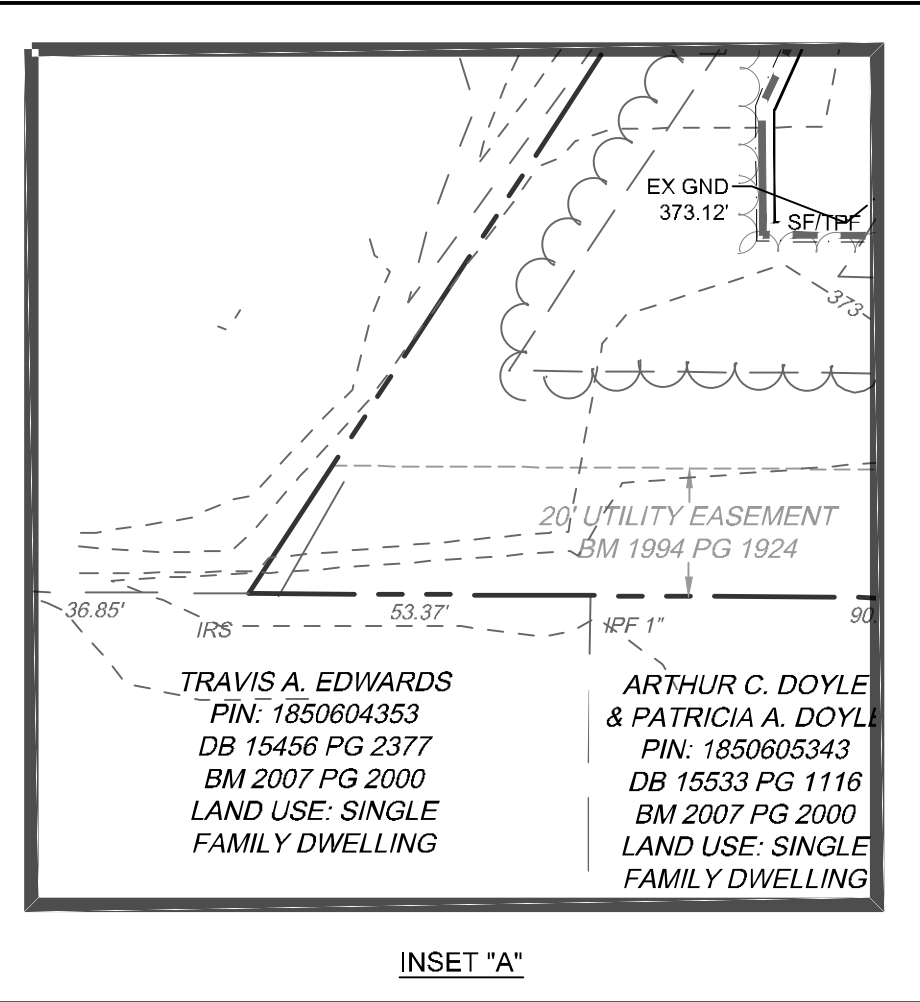 EX GND
373.12'
SF/TPF
373
20' UTILITY EASEMENT
BM 1994 PG 1924
36.85'
IRS
53.37'
IPF 1"
90.
TRAVIS A. EDWARDS
PIN: 1850604353
DB 15456 PG 2377
BM 2007 PG 2000
LAND USE: SINGLE
FAMILY DWELLING
ARTHUR C. DOYLE
& PATRICIA A. DOYLE
PIN: 1850605343
DB 15533 PG 1116
BM 2007 PG 2000
LAND USE: SINGLE
FAMILY DWELLING
INSET "A"